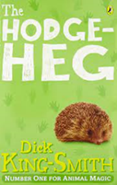 The
HODGE-
HEG
Dick
KING-SMITH
NUMBER ONE FOR ANIMAL MAGIC